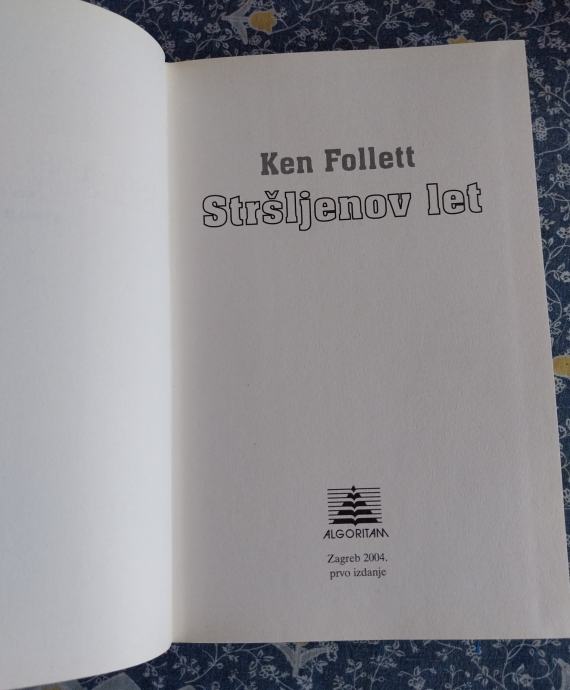 Ken Follett
Stršljenov let
ALGORITAM
Zagreb 2004.
prvo izdanje